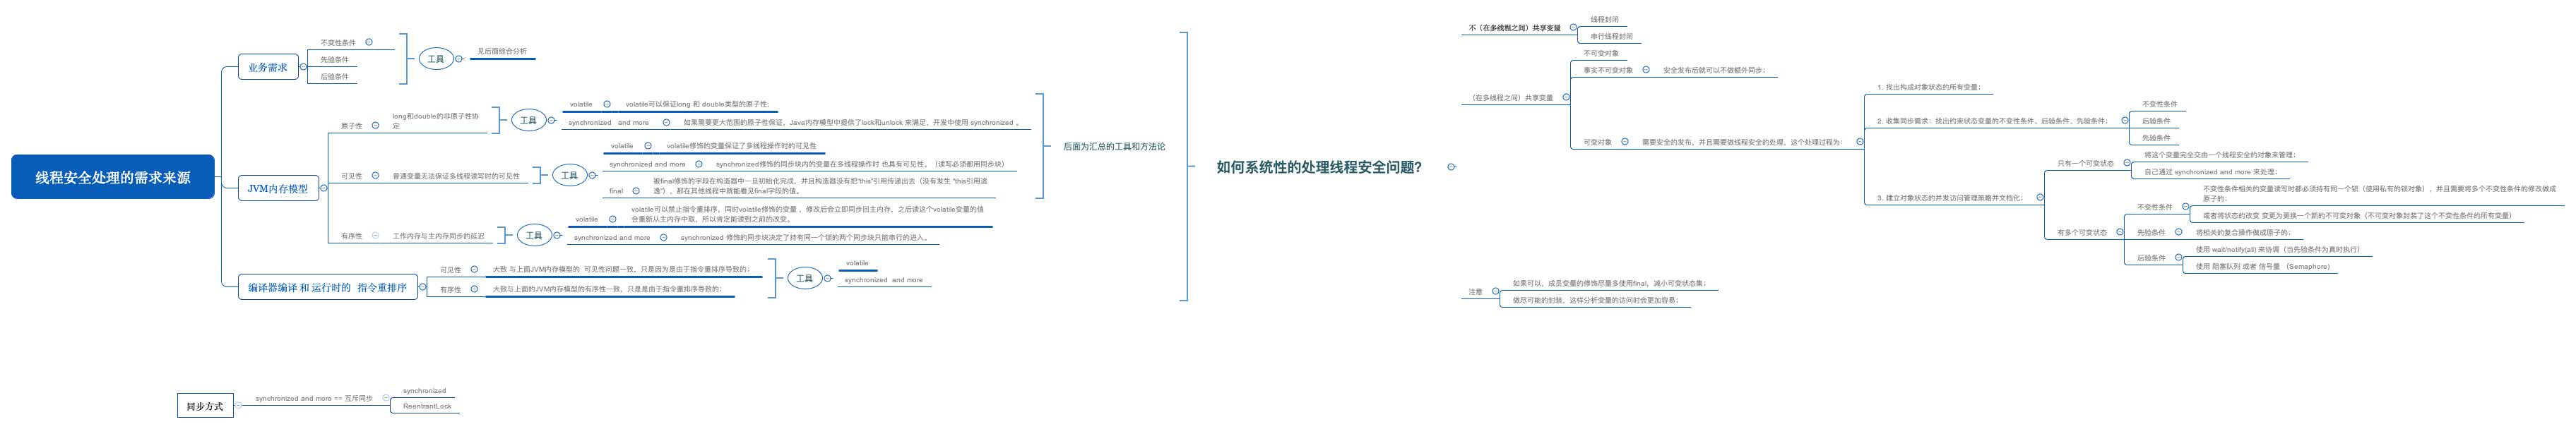 线程安全处理的需求来源
业务需求
不变性条件
先验条件
后验条件
工具
见后面综合分析
JVM内存模型
原子性
long和double的非原子性协
定
工具
volatile
volatile可以保证long 和 double类型的原子性;
synchronized and more
如果需要更大范围的原子性保证，Java内存模型中提供了lock和unlock 来满足，开发中使用 synchronized 。
可见性
普通变量无法保证多线程读写时的可见性
工具
volatile
volatile修饰的变量保证了多线程操作时的可见性
synchronized and more
synchronized修饰的同步块内的变量在多线程操作时 也具有可见性。（读写必须都用同步块）
final
被final修饰的字段在构造器中一旦初始化完成，并且构造器没有把"this"引用传递出去（没有发生 "this引用逃
逸"），那在其他线程中就能看见final字段的值。
有序性
工作内存与主内存同步的延迟
工具
volatile
volatile可以禁止指令重排序，同时volatile修饰的变量 ，修改后会立即同步回主内存，之后读这个volatile变量的值
会重新从主内存中取，所以肯定能读到之前的改变。
synchronized and more
synchronized 修饰的同步块决定了持有同一个锁的两个同步块只能串行的进入。
编译器编译 和 运行时的 指令重排序
可见性
大致 与上面JVM内存模型的 可见性问题一致，只是因为是由于指令重排序导致的；
有序性
大致与上面的JVM内存模型的有序性一致，只是是由于指令重排序导致的；
工具
volatile
synchronized and more
后面为汇总的工具和方法论
如何系统性的处理线程安全问题?
不（在多线程之间）共享变量
线程封闭
串行线程封闭
（在多线程之间）共享变量
不可变对象
事实不可变对象
安全发布后就可以不做额外同步；
可变对象
需要安全的发布，并且需要做线程安全的处理，这个处理过程为：
1. 找出构成对象状态的所有变量；
2. 收集同步需求：找出约束状态变量的不变性条件、后验条件、先验条件；
不变性条件
后验条件
先验条件
3. 建立对象状态的并发访问管理策略并文档化；
只有一个可变状态
将这个变量完全交由一个线程安全的对象来管理；
自己通过 synchronized and more 来处理；
有多个可变状态
不变性条件
不变性条件相关的变量读写时都必须持有同一个锁（使用私有的锁对象），并且需要将多个不变性条件的修改做成
原子的；
或者将状态的改变 变更为更换一个新的不可变对象（不可变对象封装了这个不变性条件的所有变量）
先验条件
将相关的复合操作做成原子的；
后验条件
使用 wait/notify(all) 来协调（当先验条件为真时执行）
使用 阻塞队列 或者 信号量 （Semaphore)
注意
如果可以，成员变量的修饰尽量多使用final，减小可变状态集；
做尽可能的封装，这样分析变量的访问时会更加容易；
同步方式
synchronized and more == 互斥同步
synchronized
ReentrantLock